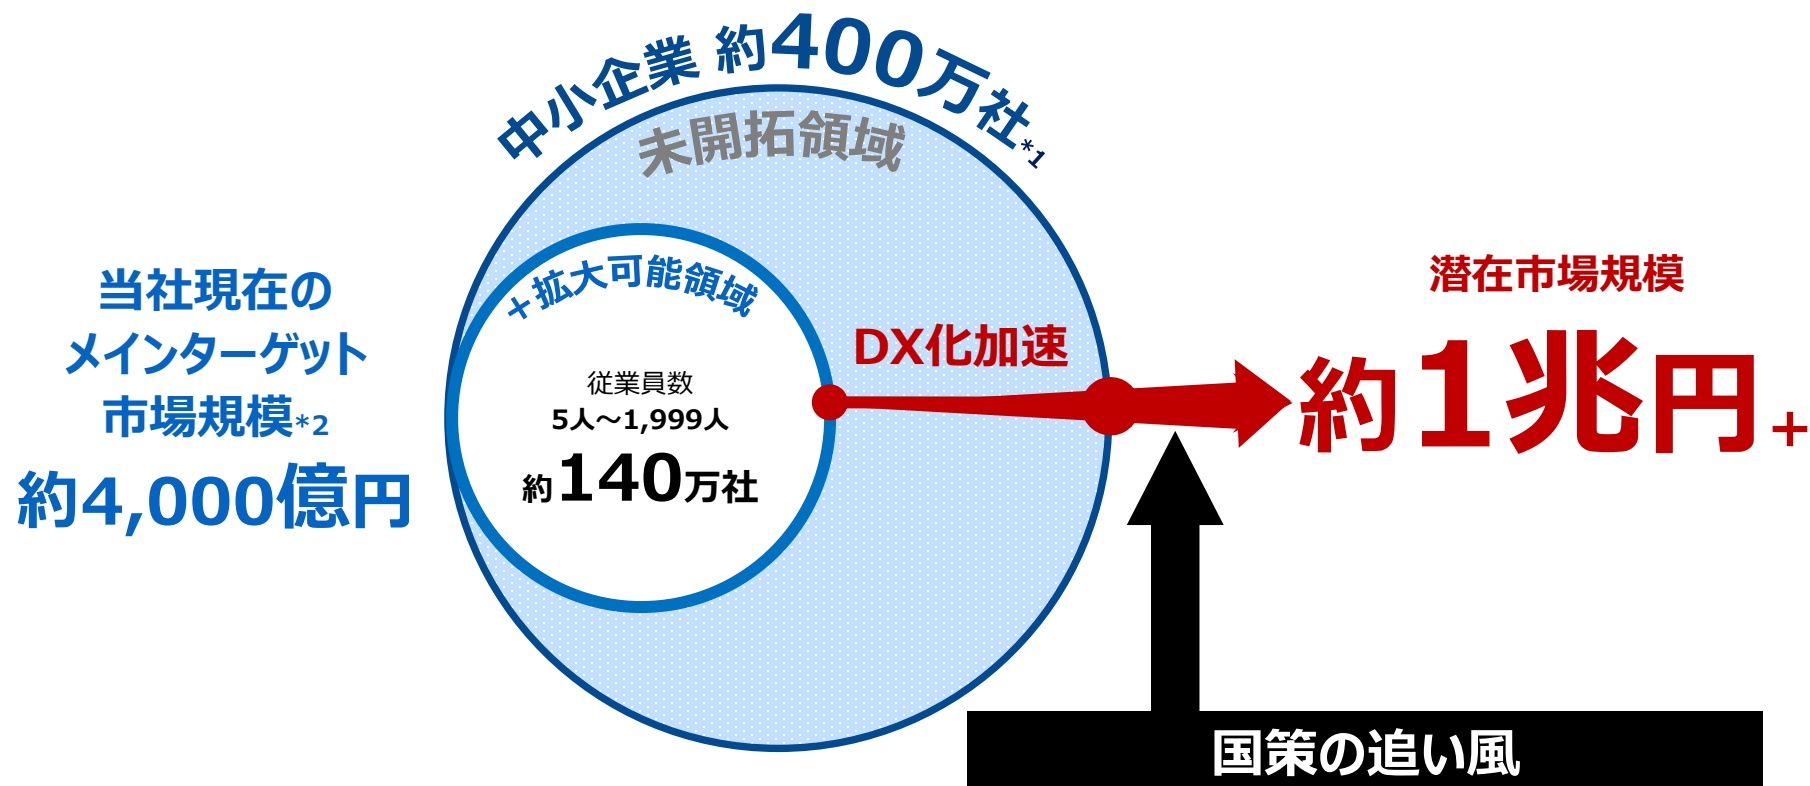 中小企業 約400万社*1
未開拓領域
+拡大可能領域
従業員数
5人～1,999人
約140万社
当社現在の
メインターゲット
市場規模*2
約4,000億円
DX化加速
潜在市場規模
約1兆円+
国策の追い風